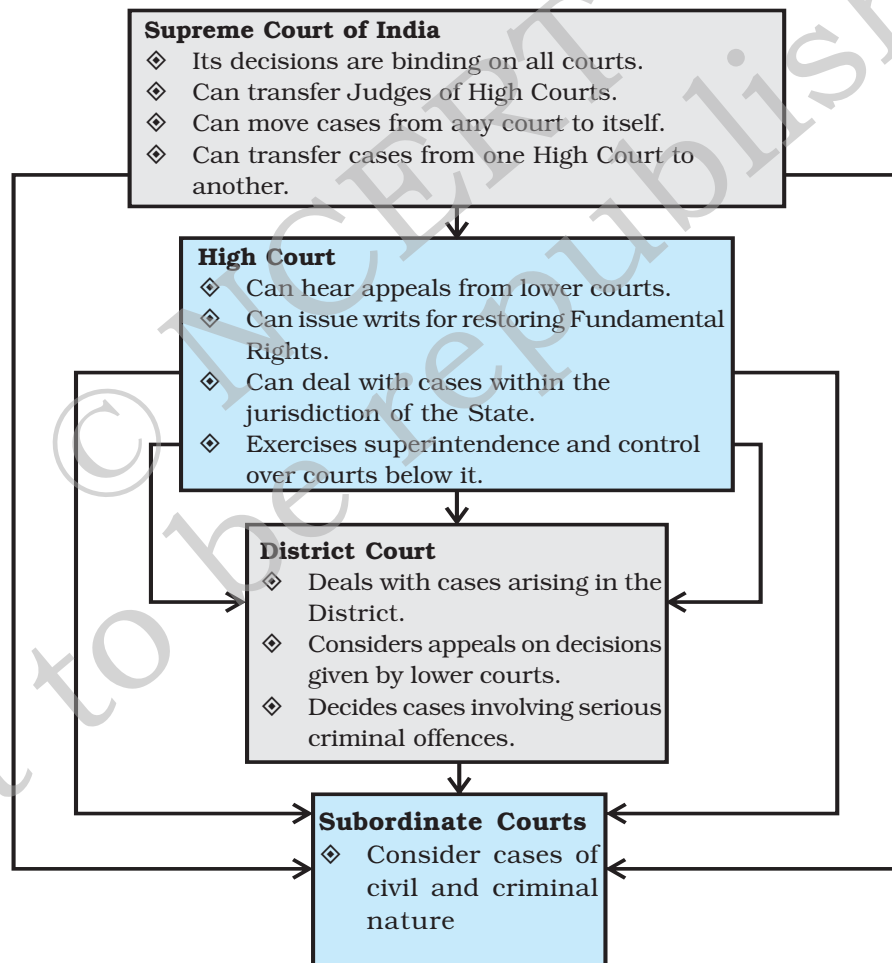 Supreme Court of India
◈ Its decisions are binding on all courts.
◈ Can transfer Judges of High Courts.
◈ Can move cases from any court to itself.
◈ Can transfer cases from one High Court to
another.
High Court
◈ Can hear appeals from lower courts.
◈ Can issue writs for restoring Fundamental
Rights.
◈ Can deal with cases within the
jurisdiction of the State.
◈ Exercises superintendence and control
over courts below it.
District Court
◈ Deals with cases arising in the
District.
◈ Considers appeals on decisions
given by lower courts.
◈ Decides cases involving serious
criminal offences.
Subordinate Courts
◈ Consider cases of
civil and criminal
nature
© NCERT
to be republish